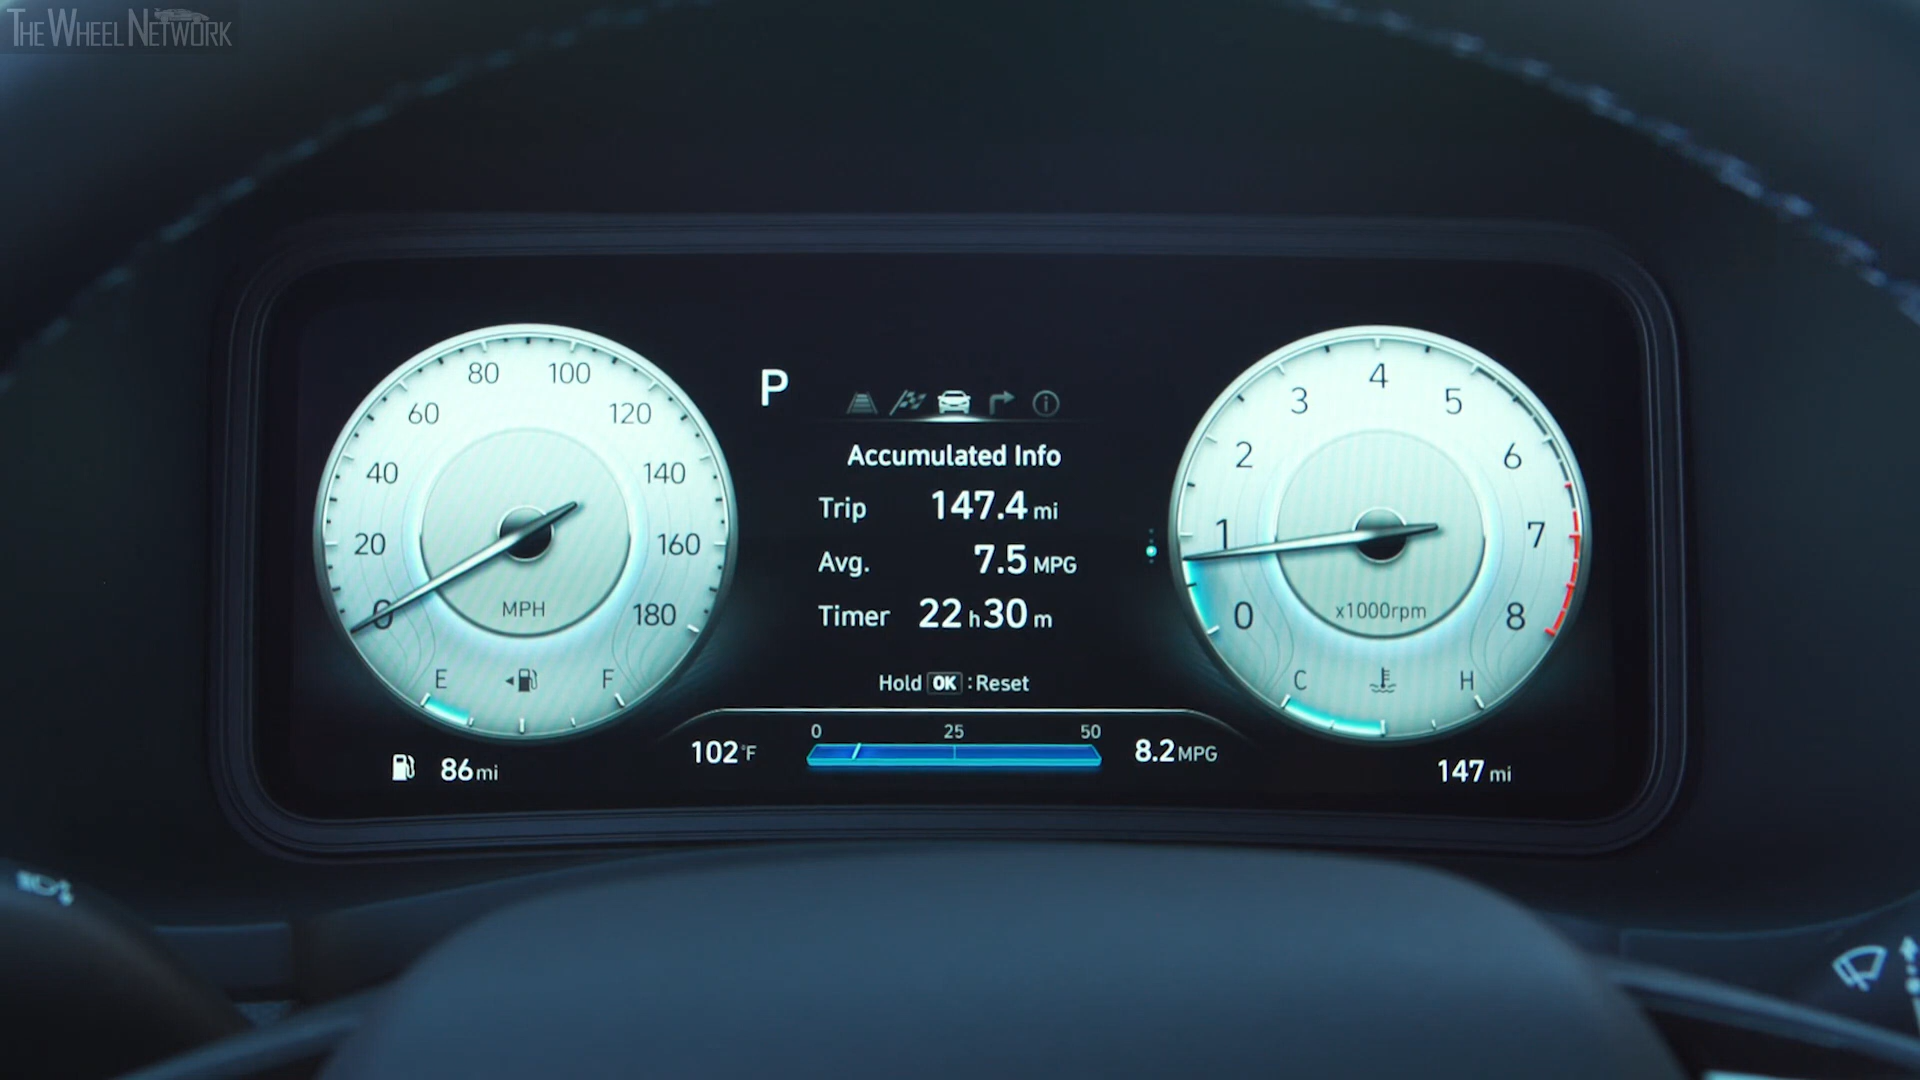 THE WHEEL NETWORK
80 100
60 120
40 140
20 160
0 180
MPH
E F
86 mi
P
Accumulated Info
Trip 147.4 mi
Avg. 7.5 MPG
Timer 22 h 30 m
Hold OK : Reset
0 25 50
102°F
8.2 MPG
4
3 5
2 6
1 7
0 8
x1000rpm
C H
147 mi